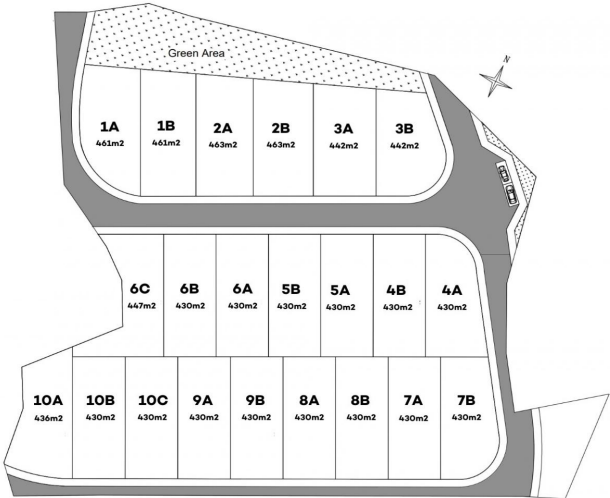 Green Area
N
1A 1B 2A 2B 3A 3B
461m2 461m2 463m2 463m2 442m2 442m2
6C 6B 6A 5B 5A 4B 4A
447m2 430m2 430m2 430m2 430m2 430m2 430m2
10A 10B 10C 9A 9B 8A 8B 7A 7B
436m2 430m2 430m2 430m2 430m2 430m2 430m2 430m2 430m2